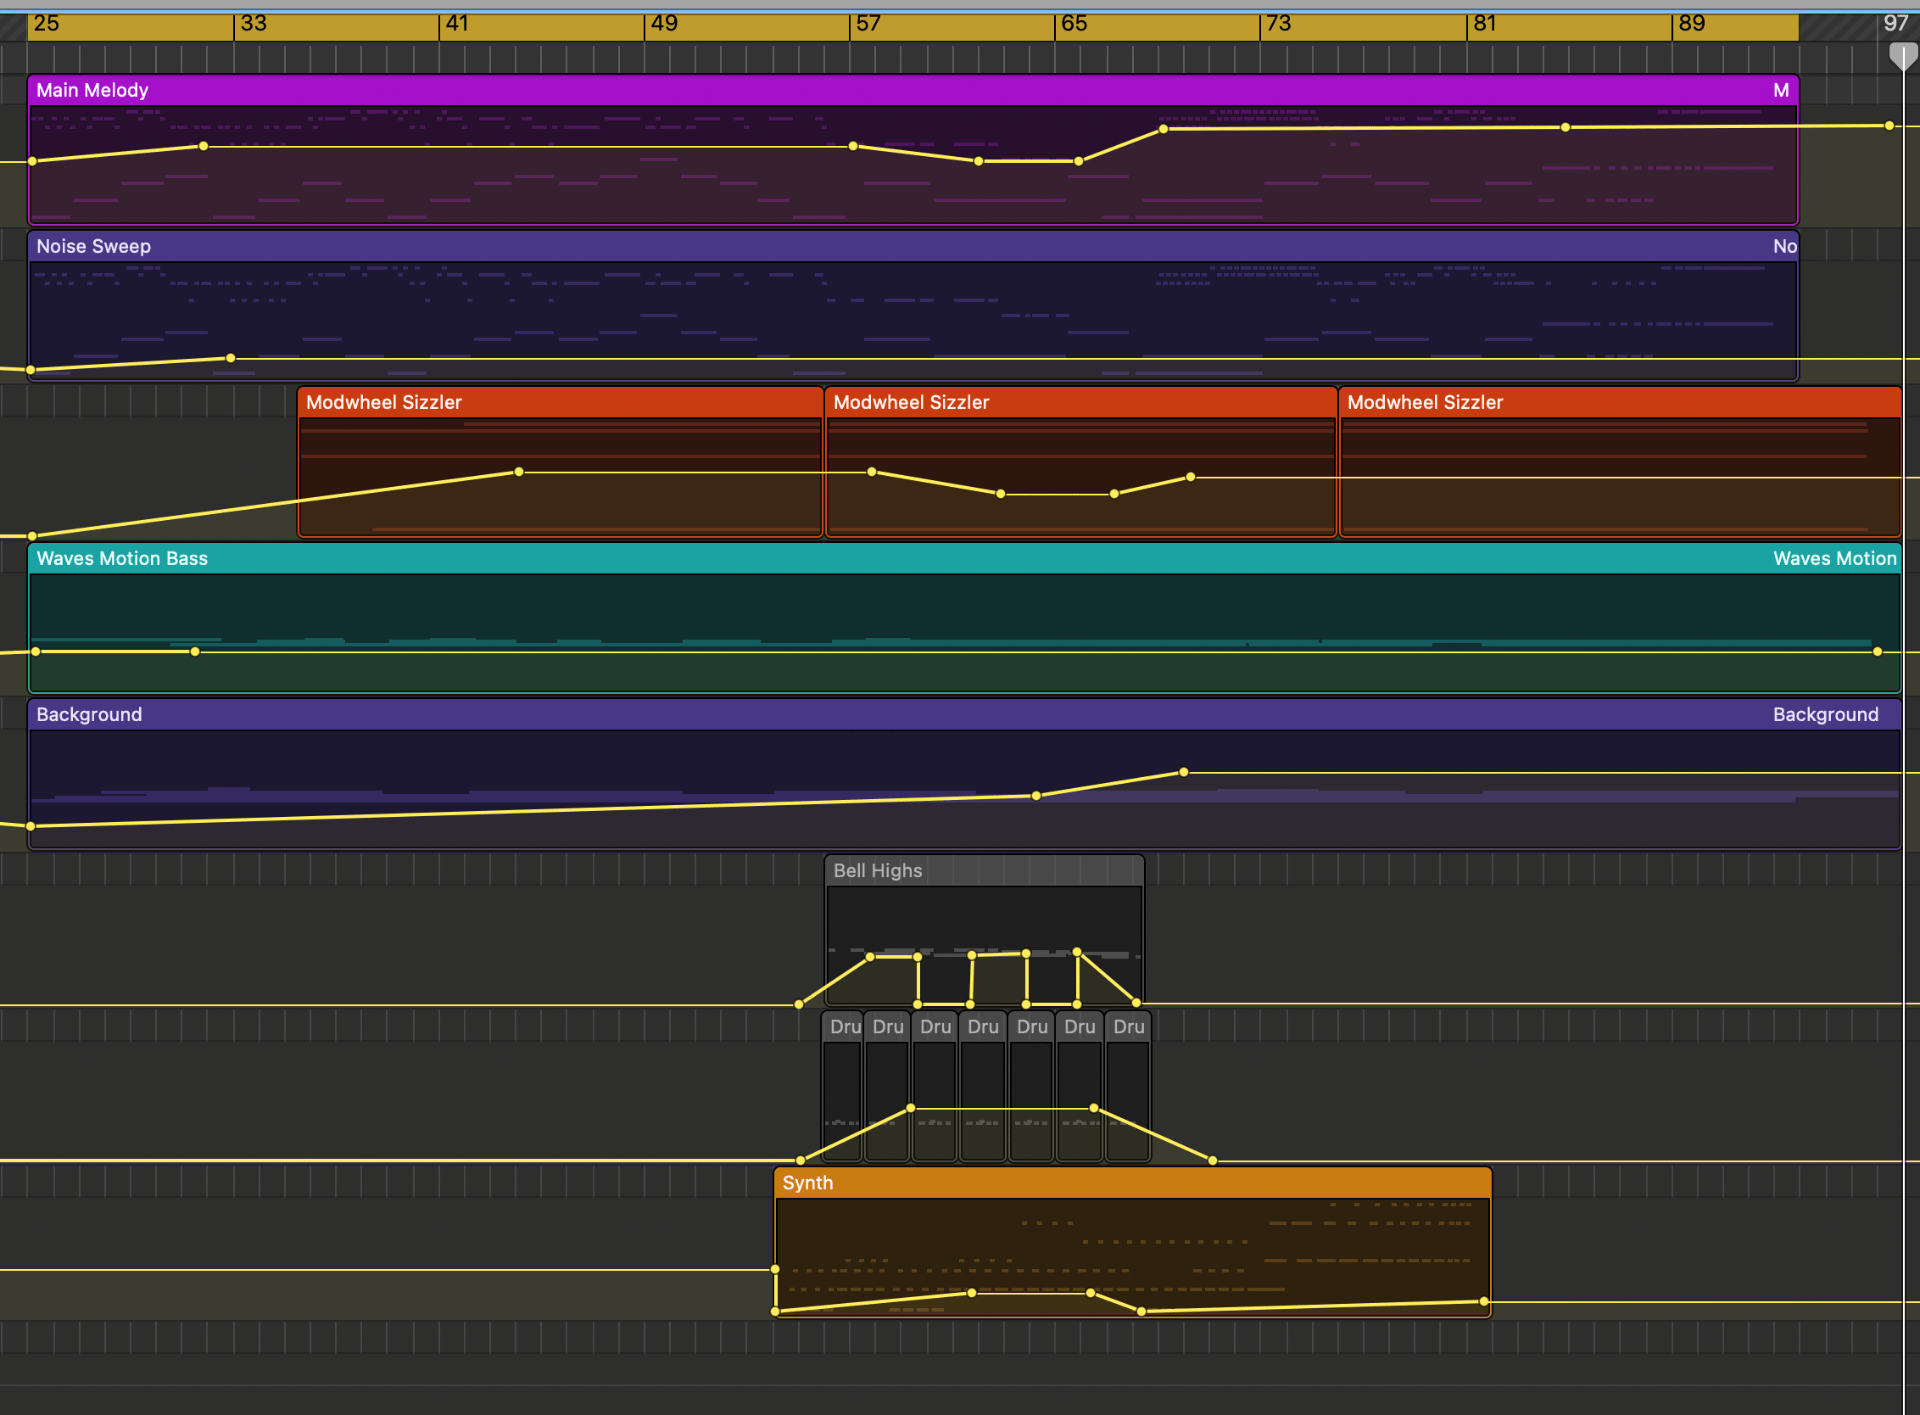 25 33 41 49 57 65 73 81 89 97
Main Melody M
Noise Sweep No
Modwheel Sizzler Modwheel Sizzler Modwheel Sizzler
Waves Motion Bass Waves Motion
Background Background
Bell Highs
Dru Dru Dru Dru Dru Dru Dru
Synth